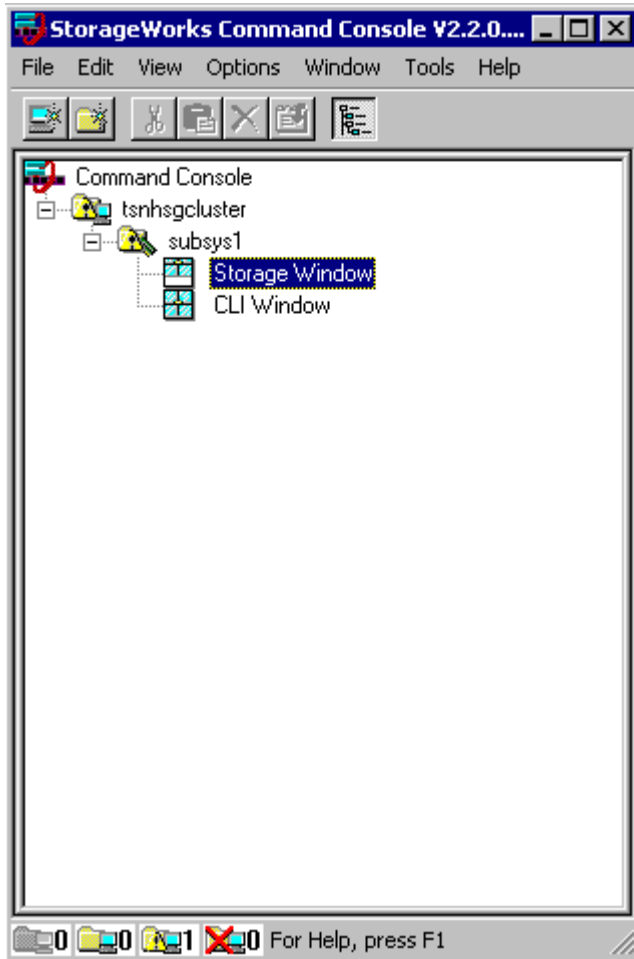 StorageWorks Command Console V2.2.0....
File Edit View Options Window Tools Help
Command Console
tsnhsgcluster
subsys1
Storage Window
CLI Window
0 0 1 0 For Help, press F1